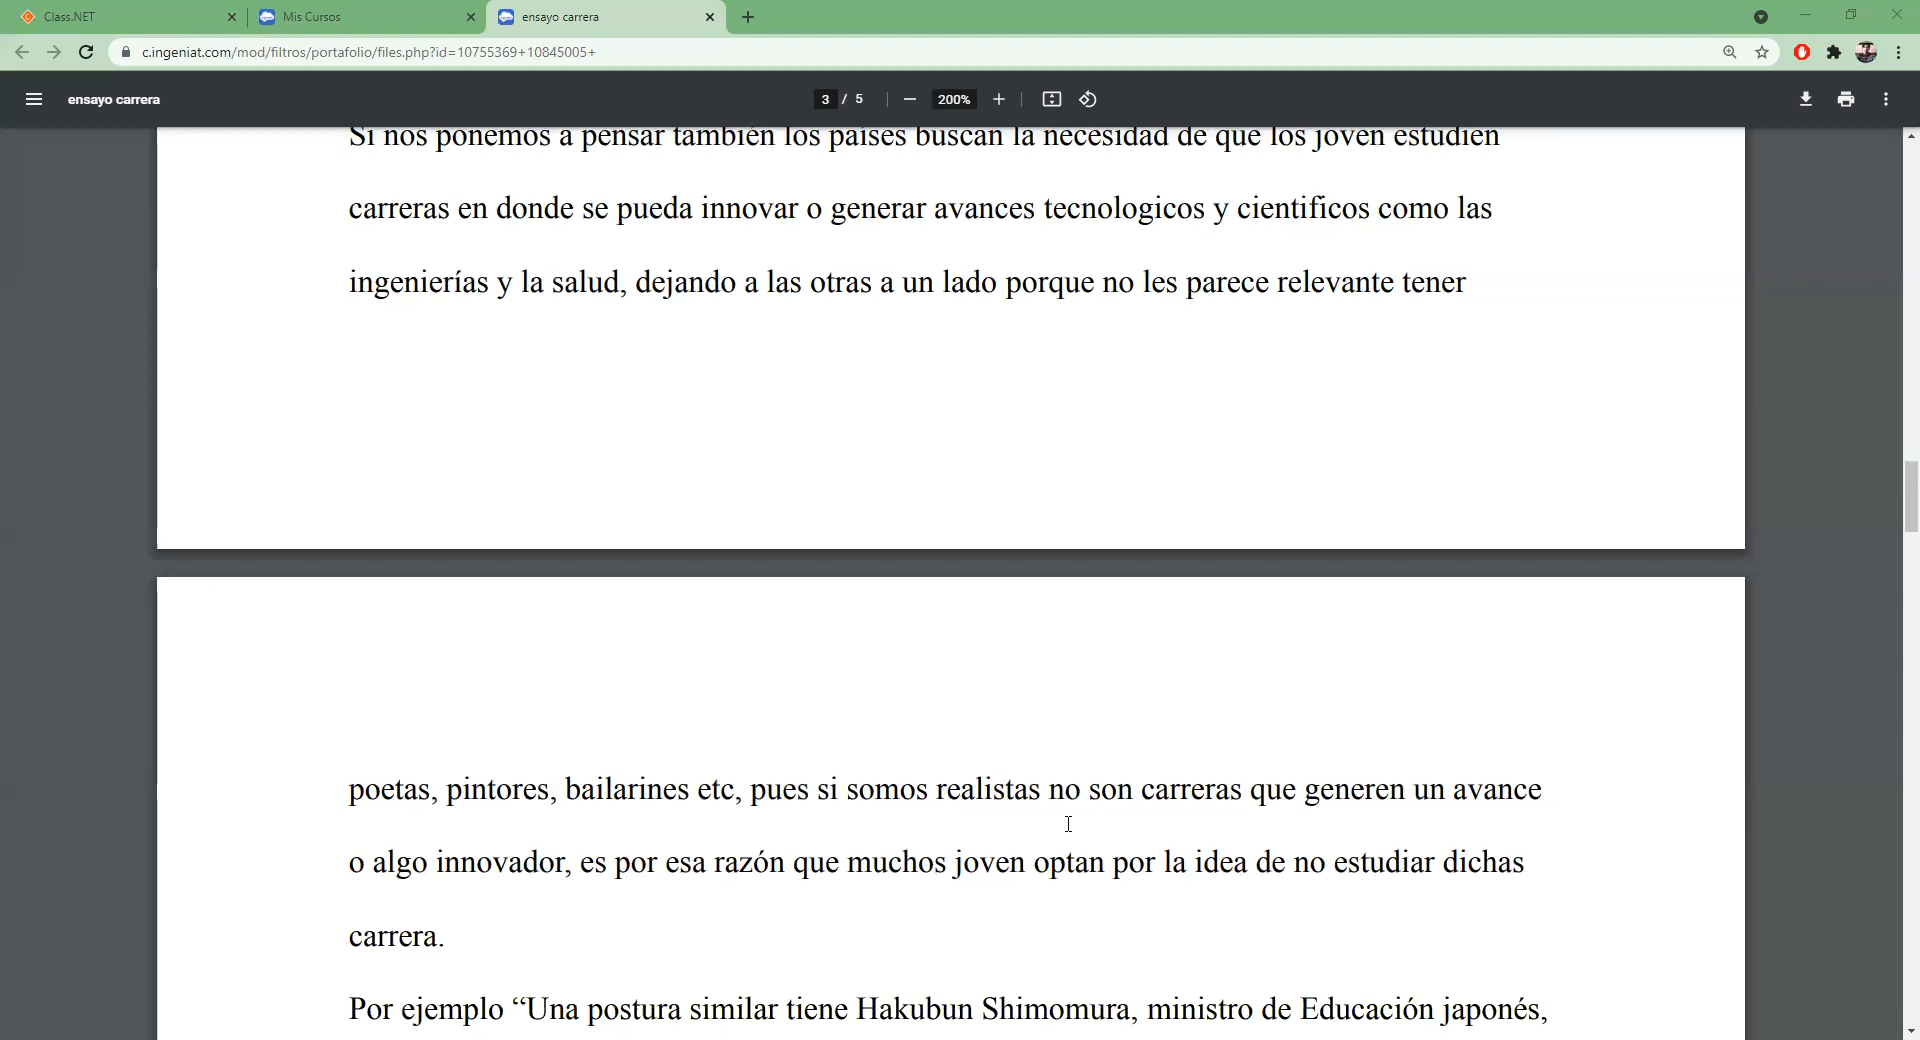 Class.NET
Mis Cursos
ensayo carrera
c.ingeniat.com/mod/filtros/portafolio/files.php?id=10755369+10845005+
ensayo carrera
3 / 5
200%
Si nos ponemos a pensar también los países buscan la necesidad de que los joven estudien
carreras en donde se pueda innovar o generar avances tecnologicos y cientificos como las
ingenierías y la salud, dejando a las otras a un lado porque no les parece relevante tener
poetas, pintores, bailarines etc, pues si somos realistas no son carreras que generen un avance
o algo innovador, es por esa razón que muchos joven optan por la idea de no estudiar dichas
carrera.
Por ejemplo “Una postura similar tiene Hakubun Shimomura, ministro de Educación japonés,